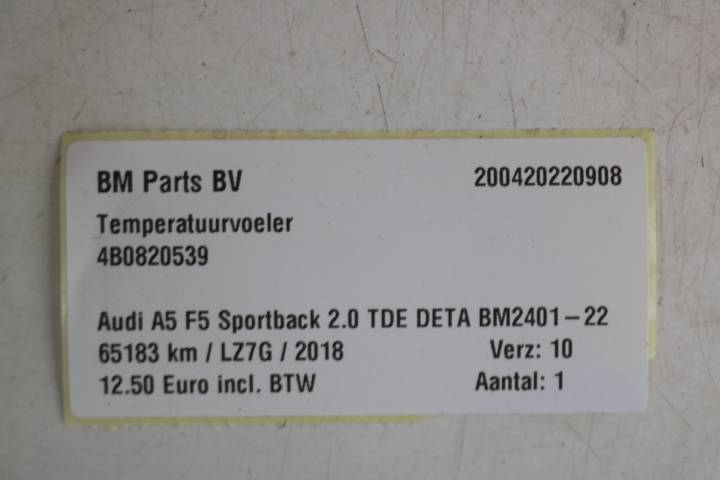 BM Parts BV 200420220908
Temperatuurvoeler
4B0820539
Audi A5 F5 Sportback 2.0 TDE DETA BM2401-22
65183 km / LZ7G / 2018 Verz: 10
12.50 Euro incl. BTW Aantal: 1